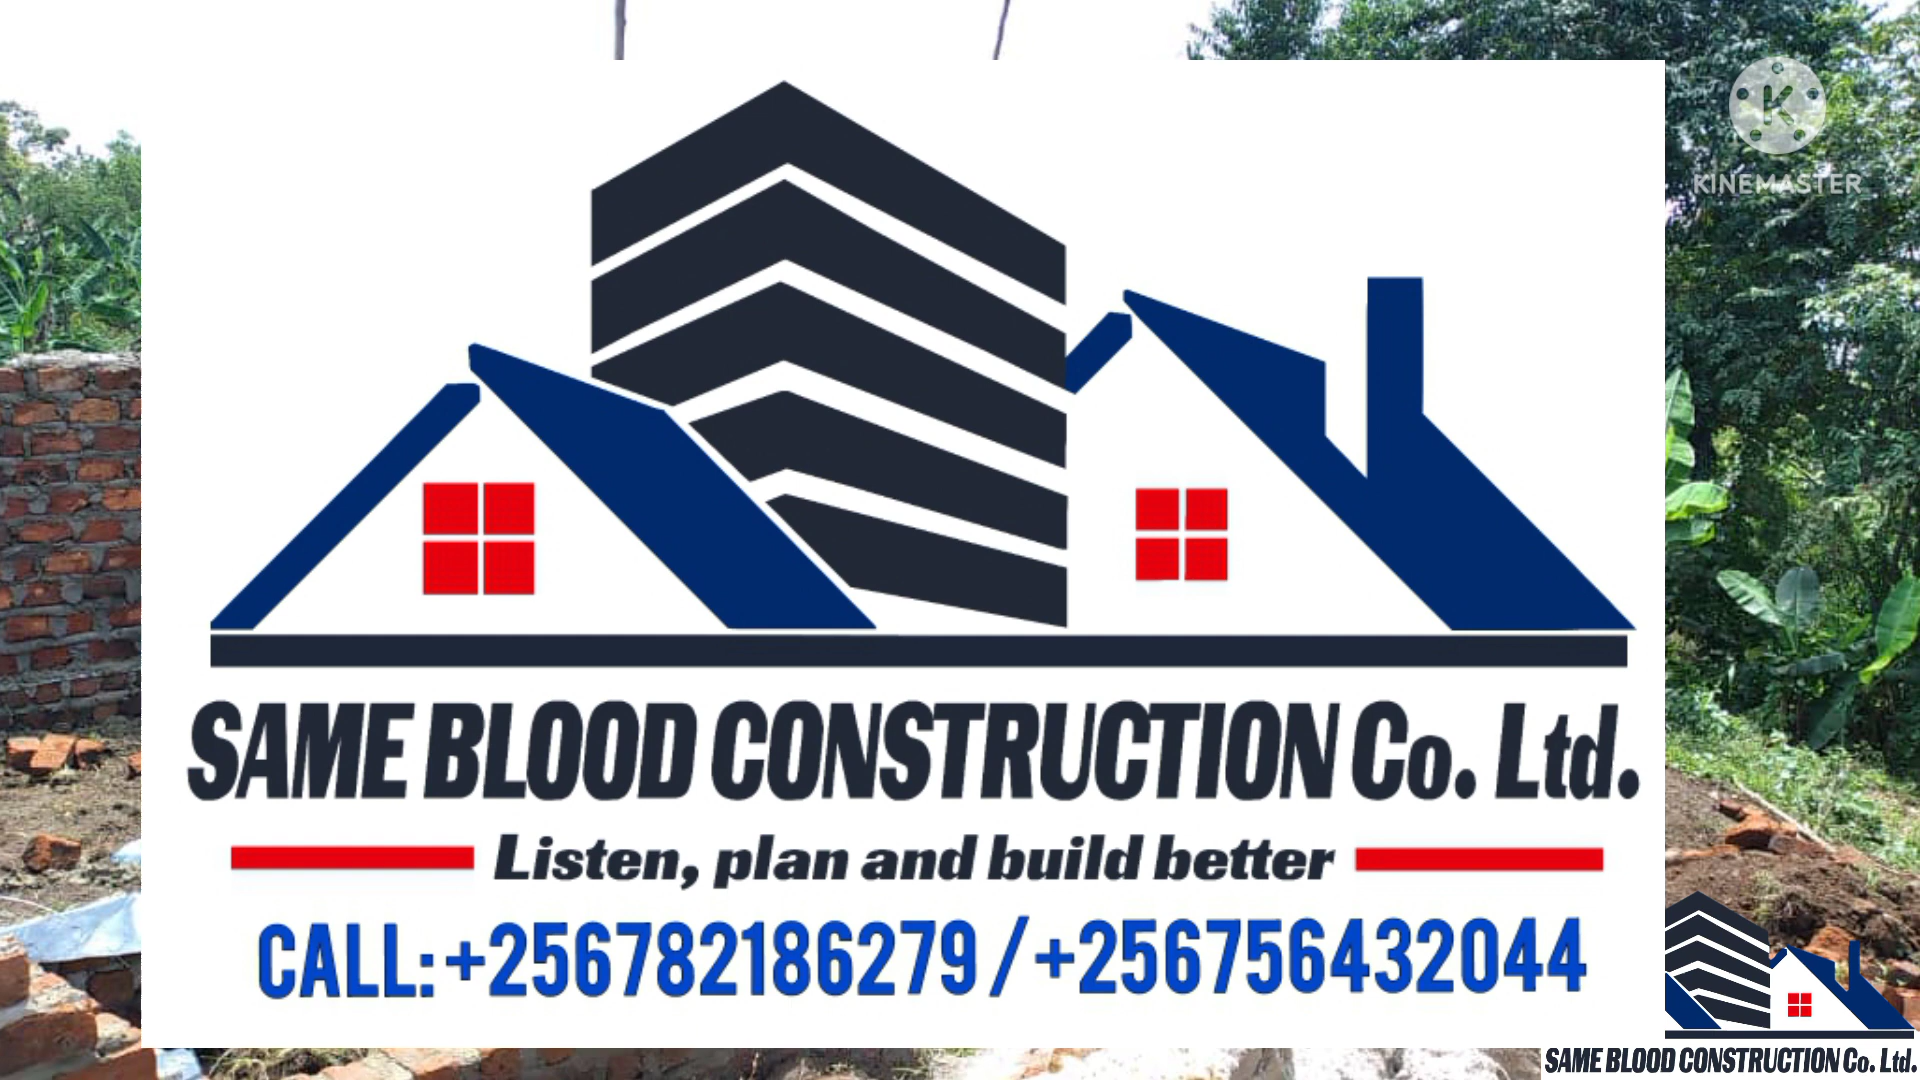 K
KINEMASTER
SAME BLOOD CONSTRUCTION Co. Ltd.
Listen, plan and build better
CALL:+256782186279/+256756432044
SAME BLOOD CONSTRUCTION Co. Ltd.